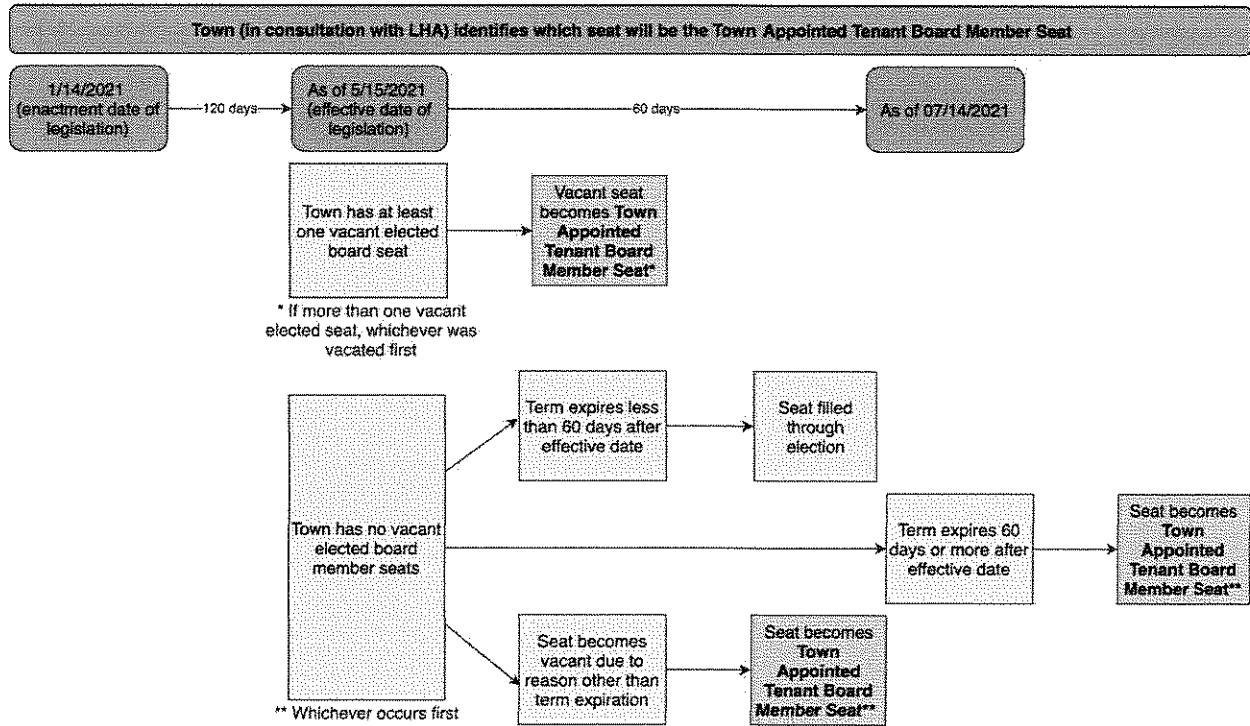 Town (in consultation with LHA) identifies which seat will be the Town Appointed Tenant Board Member Seat
1/14/2021
(enactment date of
legislation)
120 days
As of 5/15/2021
(effective date of
legislation)
60 days
As of 07/14/2021
Town has at least
one vacant elected
board seat
Vacant seat
becomes Town
Appointed
Tenant Board
Member Seat*
* If more than one vacant
elected seat, whichever was
vacated first
Town has no vacant
elected board
member seats
Term expires less
than 60 days after
effective date
Seat filled
through
election
Term expires 60
days or more after
effective date
Seat becomes
Town
Appointed
Tenant Board
Member Seat**
Seat becomes
vacant due to
reason other than
term expiration
Seat becomes
Town
Appointed
Tenant Board
Member Seat**
** Whichever occurs first